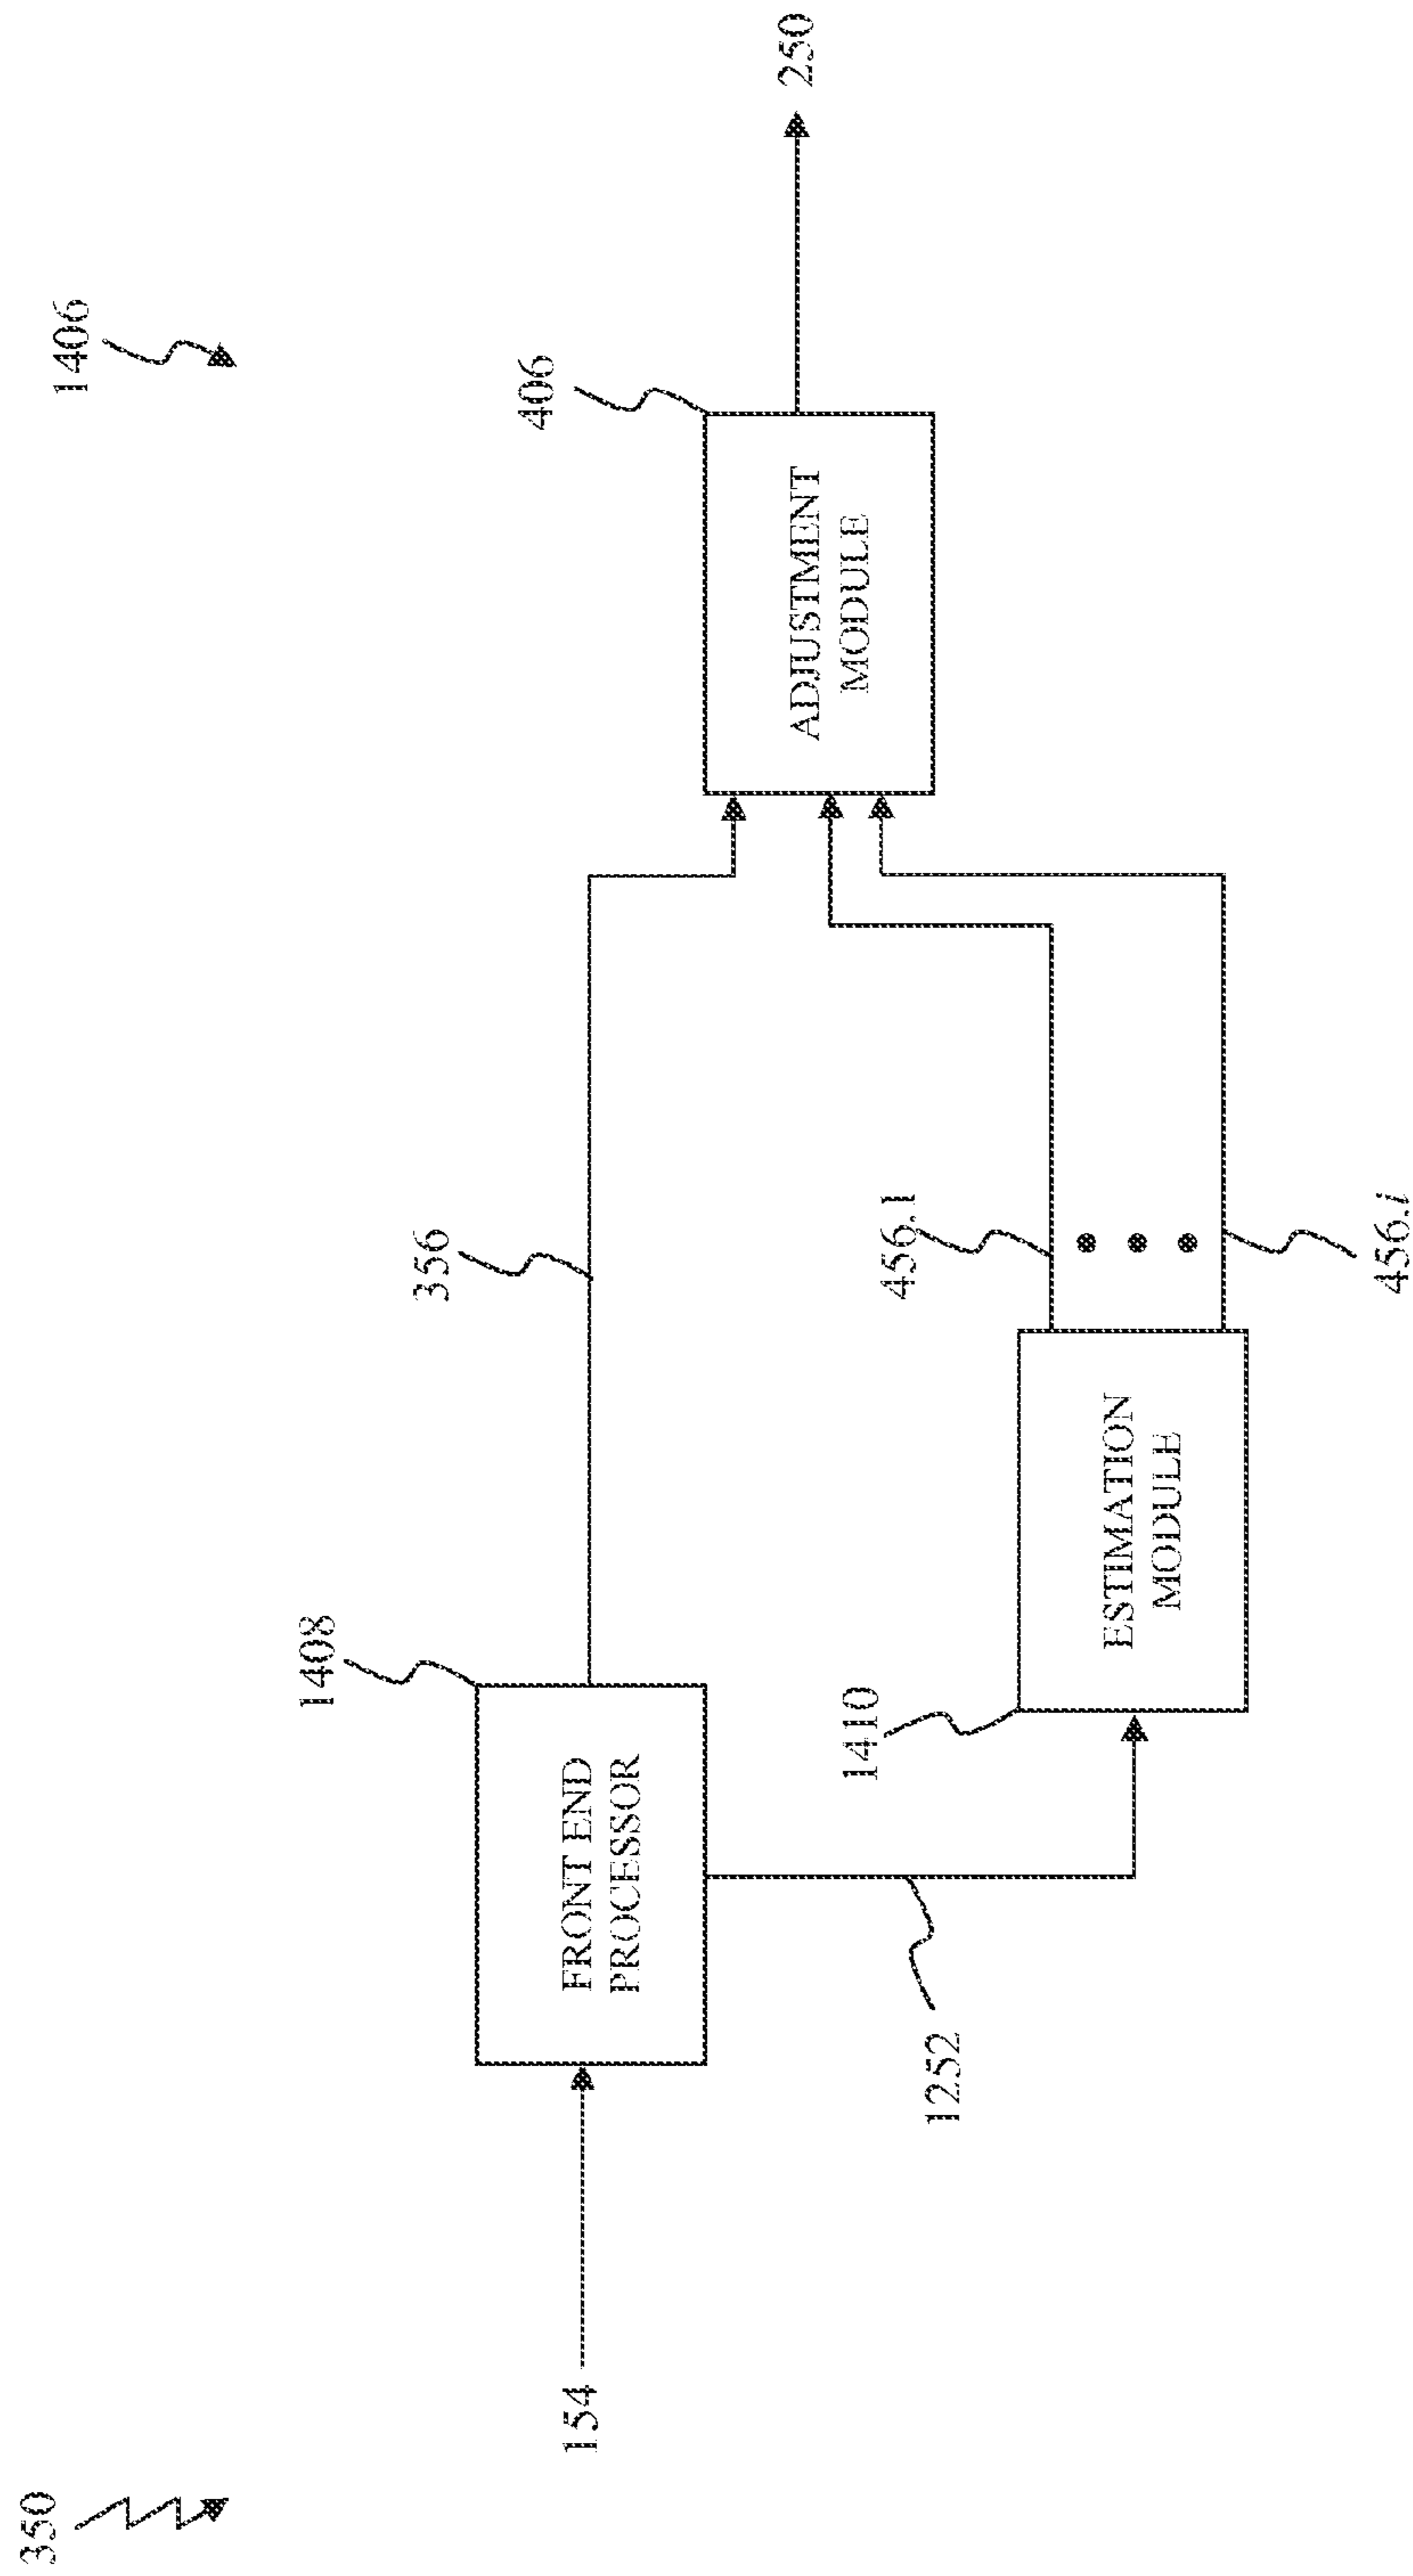 1406
350
406
250
ADJUSTMENT
MODULE
356
1408
FRONT END
PROCESSOR
154
456.1
456.i
1410
ESTIMATION
MODULE
1252